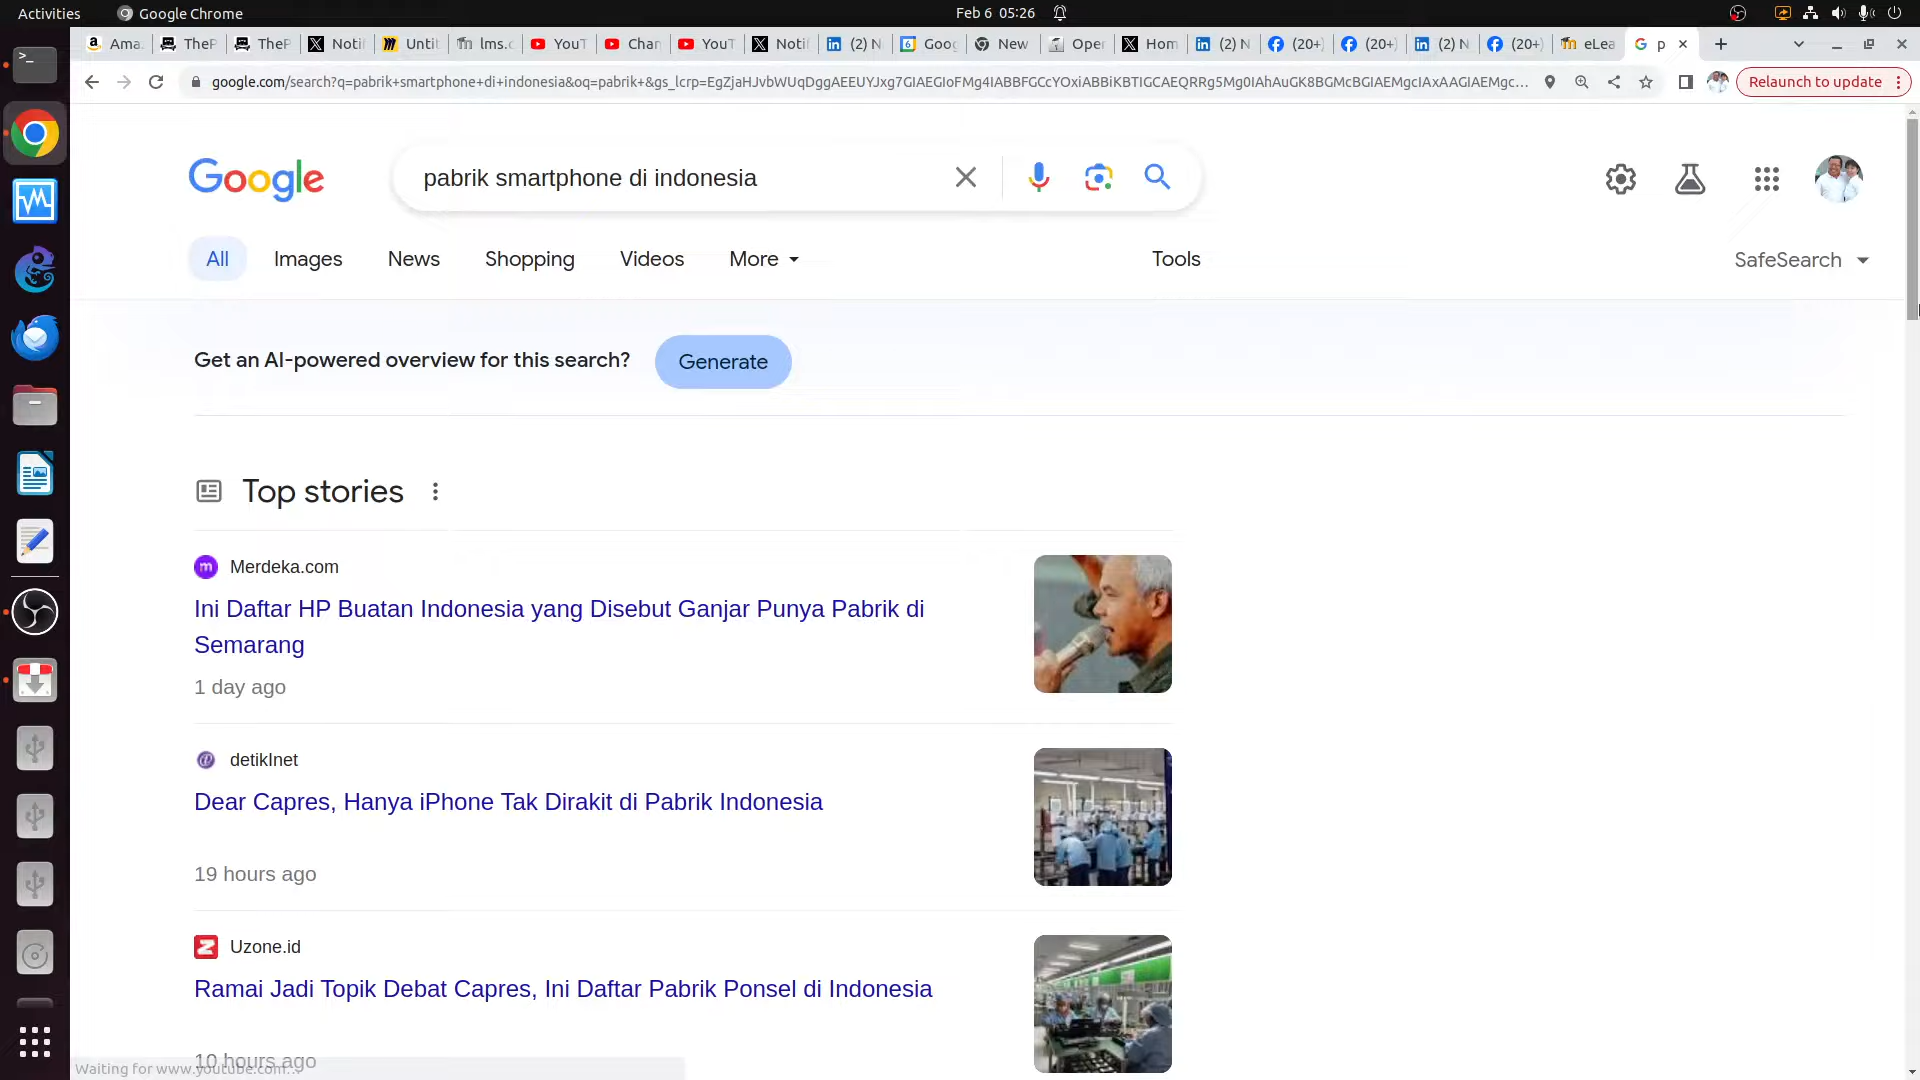 Activities
Google Chrome
Feb 6 05:26
Ama
TheP
TheP
Notif
Untit
lms.c
YouT
Chan
YouT
Notif
(2) N
Goog
New
Oper
Hom
(2) N
(20+)
(20+)
(2) N
(20+)
eLea
p
google.com/search?q=pabrik+smartphone+di+indonesia&oq=pabrik+&gs_lcrp=EgZjaHJvbWUqDggAEEUYJxg7GIAEGIoFMg4IABBFGCcYOxiABBiKBTIGCAEQRRg5Mg0IAhAuGK8BGMcBGIAEMgcIAxAAGIAEMgc...
Relaunch to update
Google
pabrik smartphone di indonesia
All
Images
News
Shopping
Videos
More
Tools
SafeSearch
Get an AI-powered overview for this search?
Generate
Top stories
Merdeka.com
Ini Daftar HP Buatan Indonesia yang Disebut Ganjar Punya Pabrik di
Semarang
1 day ago
detikInet
Dear Capres, Hanya iPhone Tak Dirakit di Pabrik Indonesia
19 hours ago
Uzone.id
Ramai Jadi Topik Debat Capres, Ini Daftar Pabrik Ponsel di Indonesia
10 hours ago
Waiting for www.youtube.com...